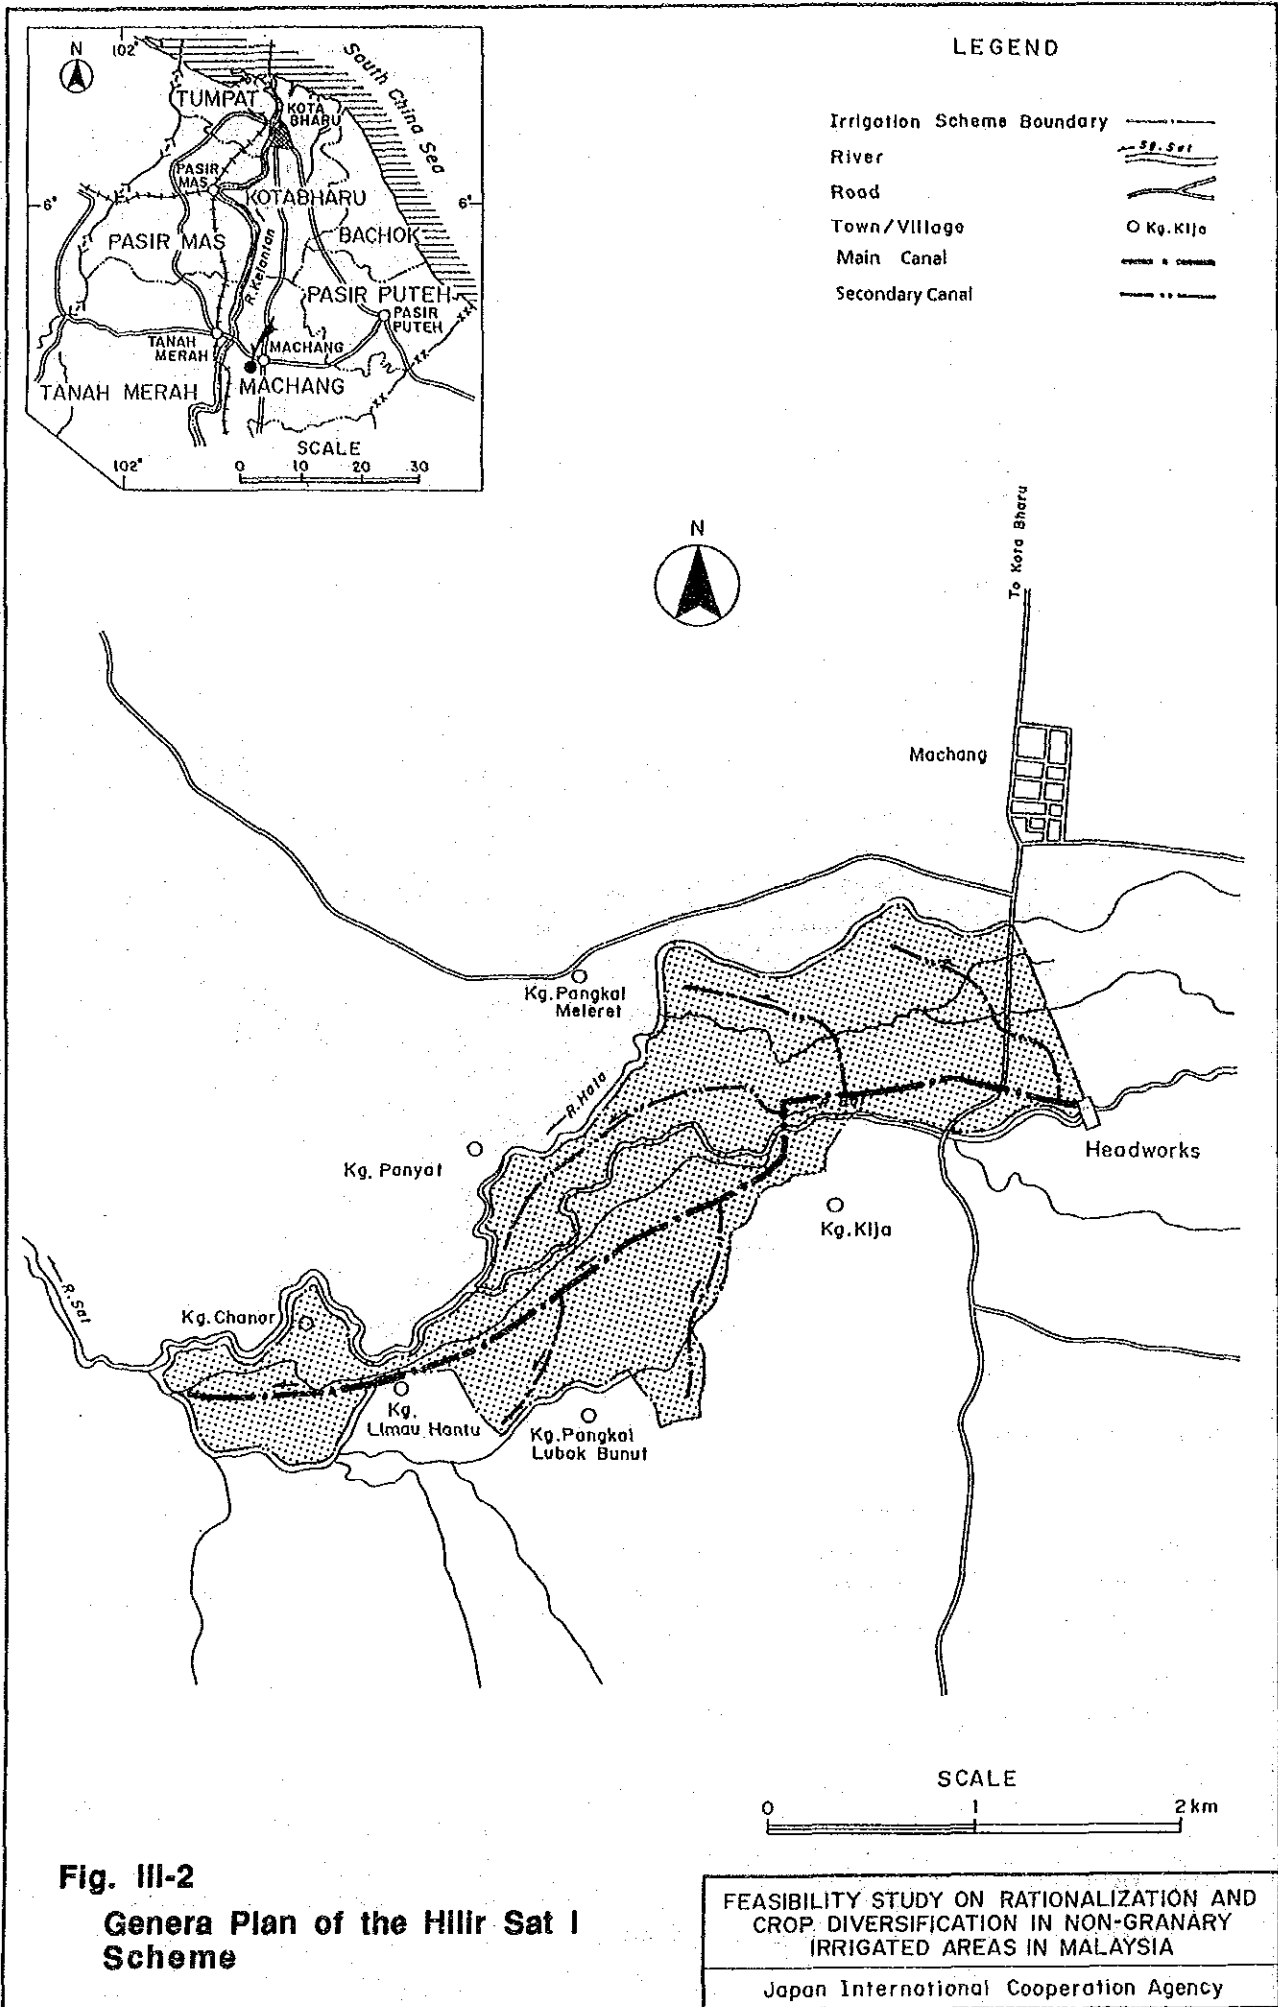 N
102°
South China Sea
TUMPAT
KOTA
BHARU
PASIR
MAS
KOTABHARU
6°
6°
PASIR MAS
BACHOK
R.Kelantan
PASIR PUTEH
PASIR
PUTEH
TANAH
MERAH
MACHANG
TANAH MERAH
MACHANG
SCALE
102°
0 10 20 30
LEGEND
Irrigation Scheme Boundary
River
Sg.Sat
Road
Town/Village
Kg.Kija
Main Canal
Secondary Canal
N
To Kota Bharu
Machang
Kg.Pangkal
Meleret
R.Hala
Headworks
Kg. Panyat
Kg.Kija
R.Sat
Kg.Chanor
Kg.
Limau Hantu
Kg.Pangkal
Lubok Bunut
SCALE
0 1 2 km
Fig. III-2
Genera Plan of the Hilir Sat I
Scheme
FEASIBILITY STUDY ON RATIONALIZATION AND
CROP DIVERSIFICATION IN NON-GRANARY
IRRIGATED AREAS IN MALAYSIA
Japan International Cooperation Agency